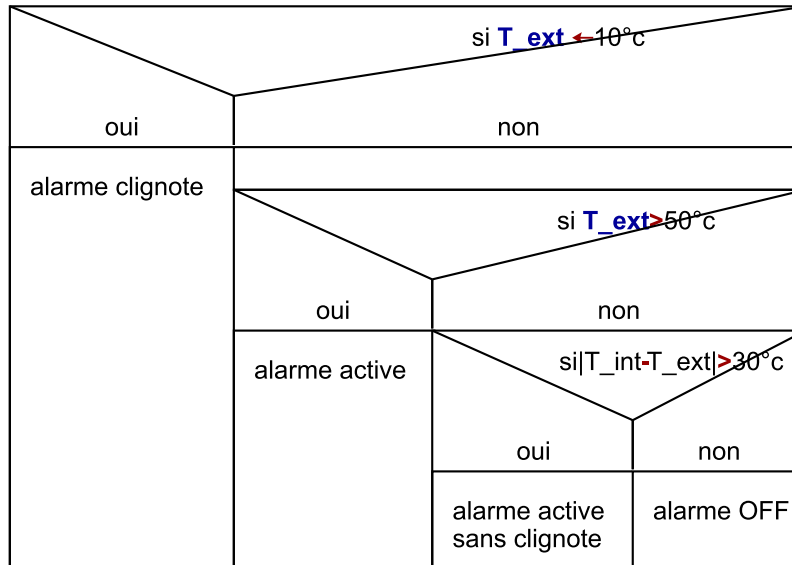 si T_ext ←10°c
oui
non
alarme clignote
si T_ext>50°c
oui
non
alarme active
si|T_int-T_ext|>30°c
oui
non
alarme active
sans clignote
alarme OFF